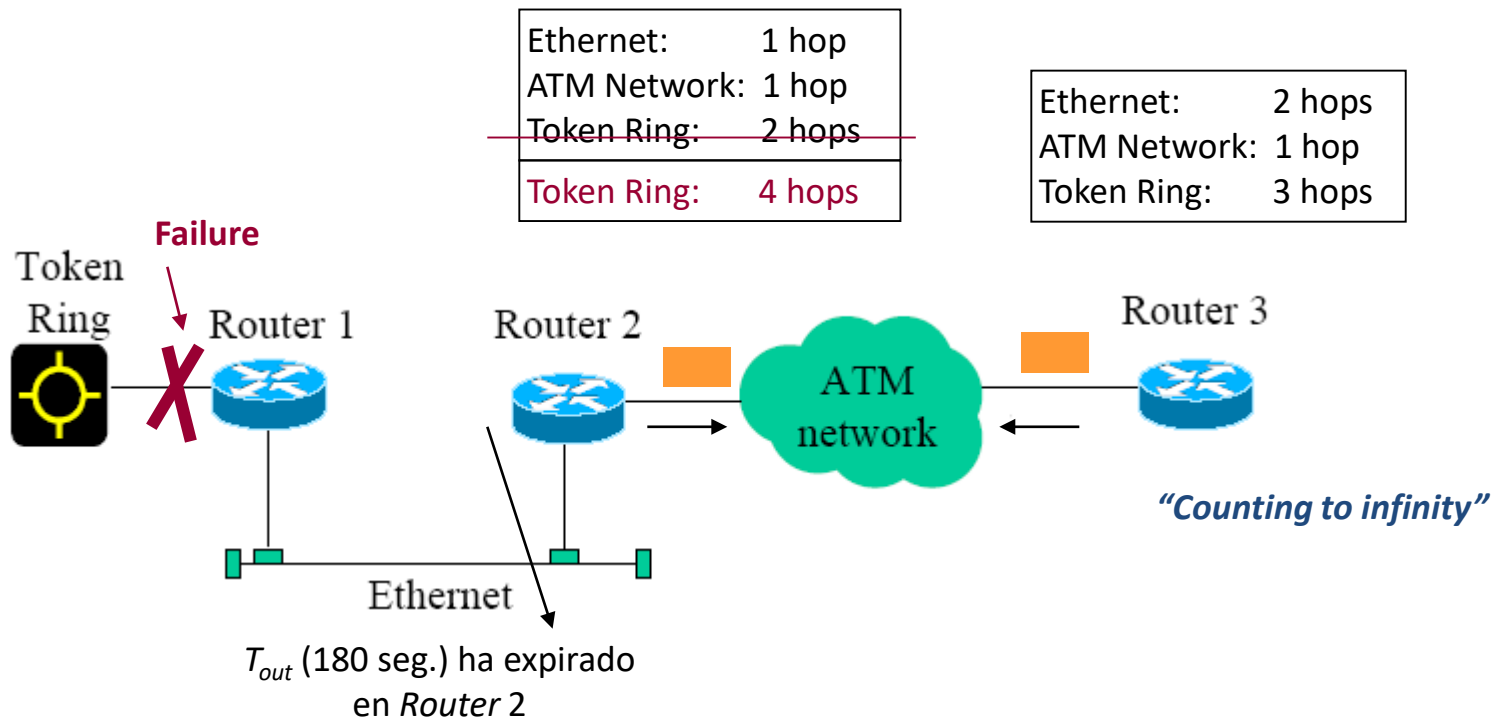 Ethernet: 1 hop
ATM Network: 1 hop
Token Ring: 2 hops
Token Ring: 4 hops
Ethernet: 2 hops
ATM Network: 1 hop
Token Ring: 3 hops
Failure
Token
Ring
Router 1
Router 2
Router 3
ATM
network
“Counting to infinity”
Ethernet
Tout (180 seg.) ha expirado
en Router 2